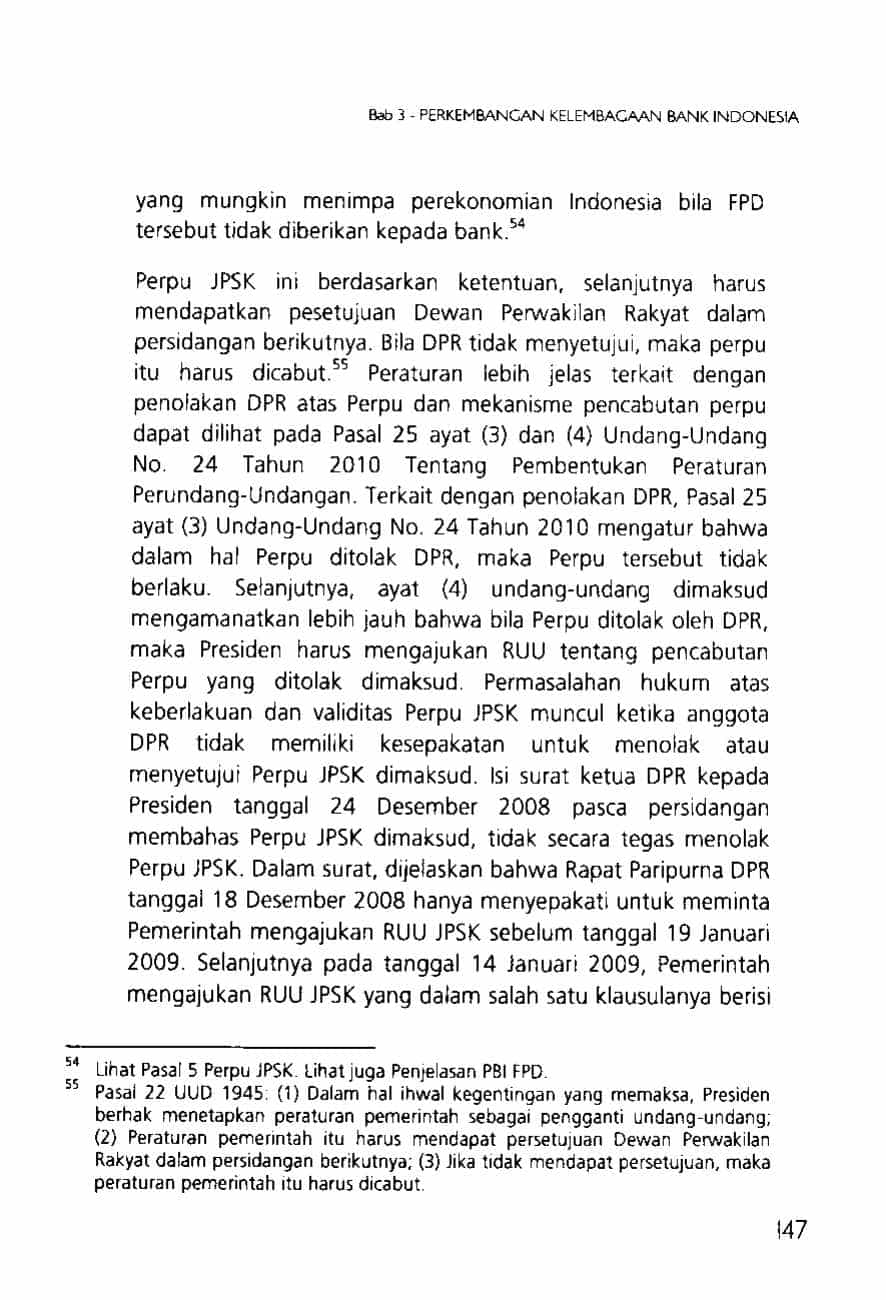 Bab 3 - PERKEMBANGAN KELEMBAGAAN BANK INDONESIA
yang mungkin menimpa perekonomian Indonesia bila FPD
tersebut tidak diberikan kepada bank.54
Perpu JPSK ini berdasarkan ketentuan, selanjutnya harus
mendapatkan pesetujuan Dewan Perwakilan Rakyat dalam
persidangan berikutnya. Bila DPR tidak menyetujui, maka perpu
itu harus dicabut.55 Peraturan lebih jelas terkait dengan
penolakan DPR atas Perpu dan mekanisme pencabutan perpu
dapat dilihat pada Pasal 25 ayat (3) dan (4) Undang-Undang
No. 24 Tahun 2010 Tentang Pembentukan Peraturan
Perundang-Undangan. Terkait dengan penolakan DPR, Pasal 25
ayat (3) Undang-Undang No. 24 Tahun 2010 mengatur bahwa
dalam hal Perpu ditolak DPR, maka Perpu tersebut tidak
berlaku. Selanjutnya, ayat (4) undang-undang dimaksud
mengamanatkan lebih jauh bahwa bila Perpu ditolak oleh DPR,
maka Presiden harus mengajukan RUU tentang pencabutan
Perpu yang ditolak dimaksud. Permasalahan hukum atas
keberlakuan dan validitas Perpu JPSK muncul ketika anggota
DPR tidak memiliki kesepakatan untuk menolak atau
menyetujui Perpu JPSK dimaksud. Isi surat ketua DPR kepada
Presiden tanggal 24 Desember 2008 pasca persidangan
membahas Perpu JPSK dimaksud, tidak secara tegas menolak
Perpu JPSK. Dalam surat, dijelaskan bahwa Rapat Paripurna DPR
tanggal 18 Desember 2008 hanya menyepakati untuk meminta
Pemerintah mengajukan RUU JPSK sebelum tanggal 19 Januari
2009. Selanjutnya pada tanggal 14 Januari 2009, Pemerintah
mengajukan RUU JPSK yang dalam salah satu klausulanya berisi
54 Lihat Pasal 5 Perpu JPSK. Lihat juga Penjelasan PBI FPD.
55 Pasal 22 UUD 1945: (1) Dalam hal ihwal kegentingan yang memaksa, Presiden
berhak menetapkan peraturan pemerintah sebagai pengganti undang-undang;
(2) Peraturan pemerintah itu harus mendapat persetujuan Dewan Perwakilan
Rakyat dalam persidangan berikutnya; (3) Jika tidak mendapat persetujuan, maka
peraturan pemerintah itu harus dicabut.
147